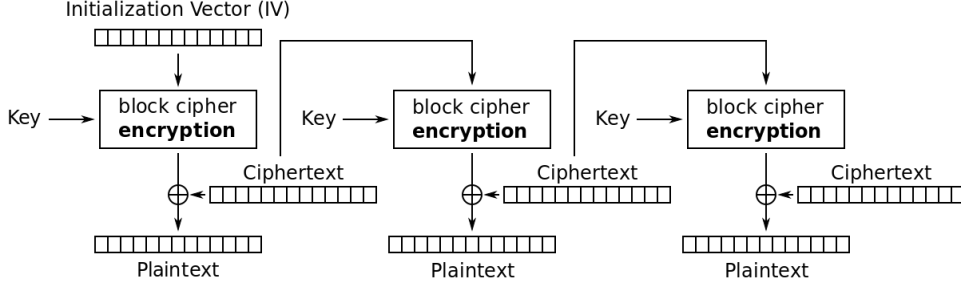 Initialization Vector (IV)
Key
block cipher
encryption
Ciphertext
Plaintext
Key
block cipher
encryption
Ciphertext
Plaintext
Key
block cipher
encryption
Ciphertext
Plaintext